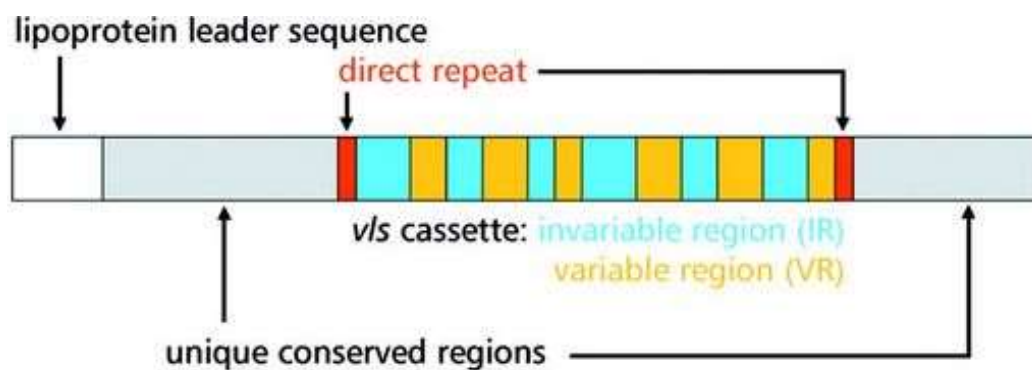 lipoprotein leader sequence
direct repeat
vls cassette: invariable region (IR)
variable region (VR)
unique conserved regions